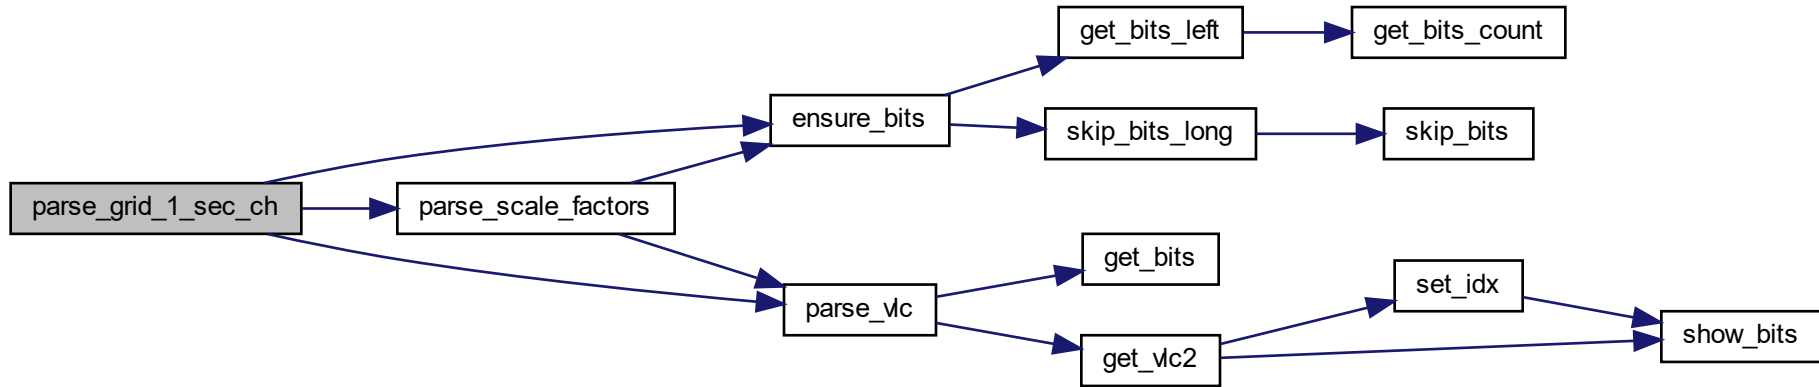 parse_grid_1_sec_ch
parse_scale_factors
ensure_bits
parse_vlc
get_bits_left
skip_bits_long
get_bits
get_vlc2
get_bits_count
skip_bits
set_idx
show_bits